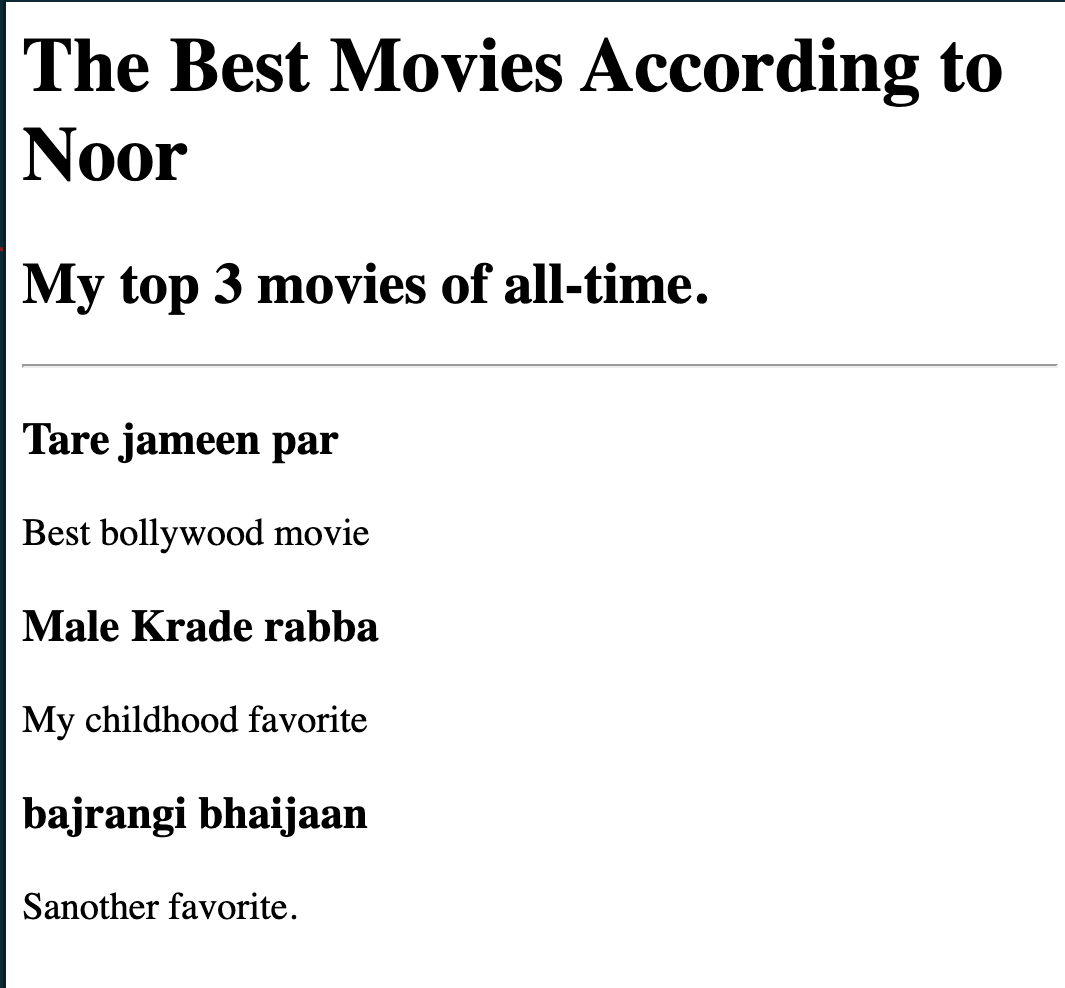 The Best Movies According to
Noor
My top 3 movies of all-time.
Tare jameen par
Best bollywood movie
Male Krade rabba
My childhood favorite
bajrangi bhaijaan
Sanother favorite.